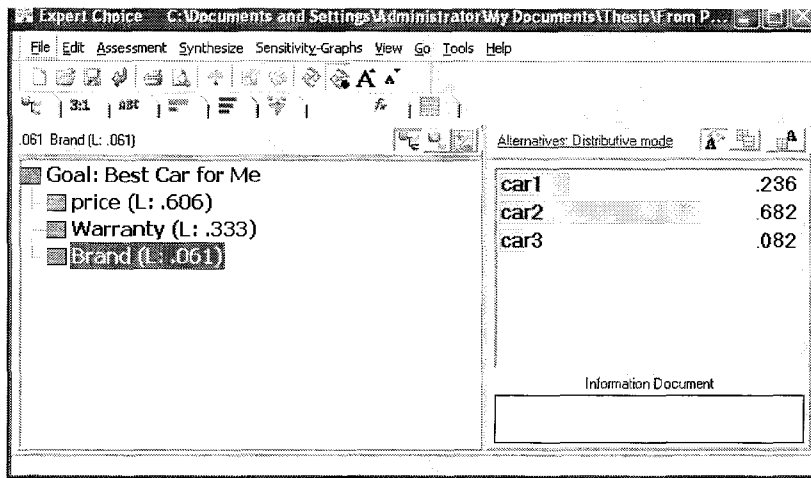 Expert Choice C:\Documents and Settings\Administrator\My Documents\Thesis\From P...
File Edit Assessment Synthesize Sensitivity-Graphs View Go Tools Help
A A
3:1 ABC
.061 Brand (L: .061)
Goal: Best Car for Me
price (L: .606)
Warranty (L: .333)
Brand (L: .061)
Alternatives: Distributive mode
car1 .236
car2 .682
car3 .082
Information Document